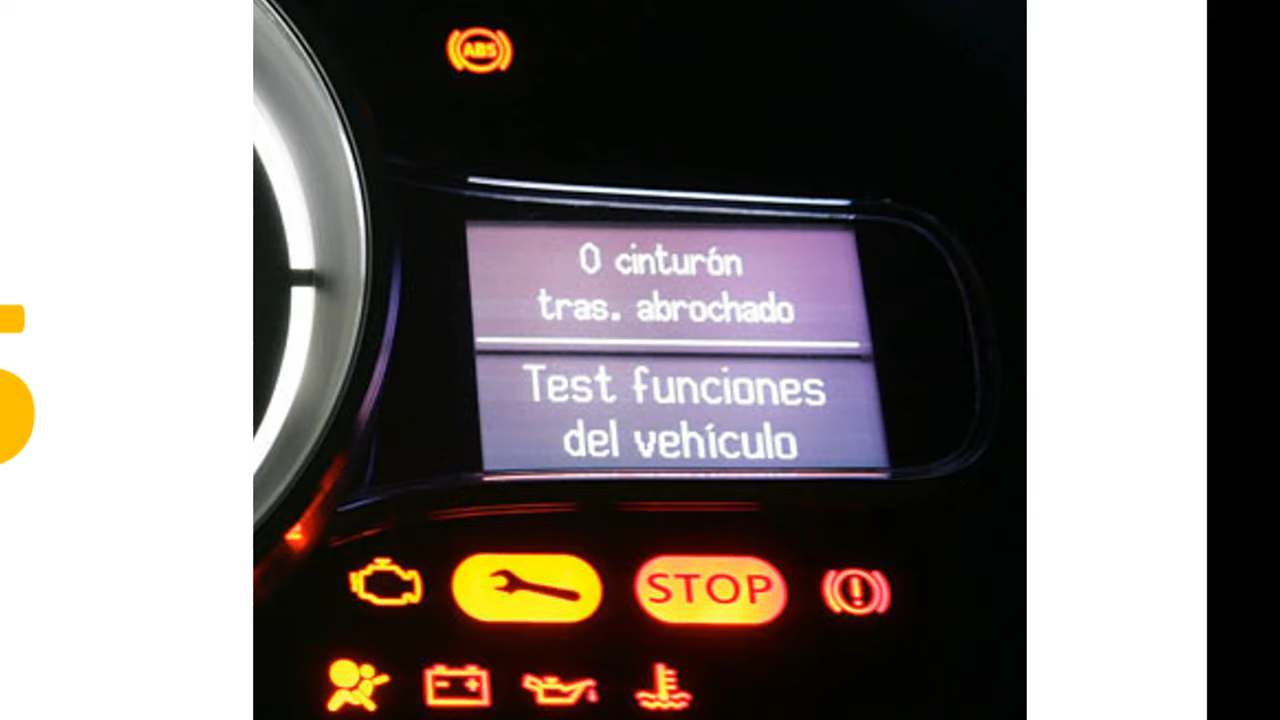 ABS
0 cinturón
tras. abrochado
Test funciones
del vehículo
STOP